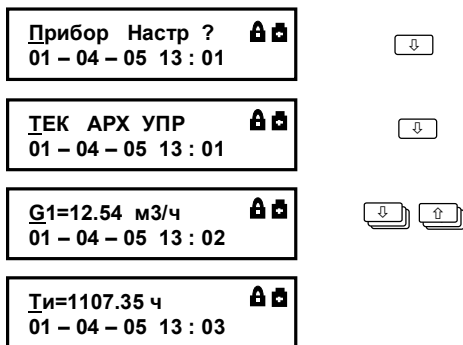 Прибор Настр ?
01 – 04 – 05 13 : 01
ТЕК АРХ УПР
01 – 04 – 05 13 : 01
G1=12.54 м3/ч
01 – 04 – 05 13 : 02
Ти=1107.35 ч
01 – 04 – 05 13 : 03